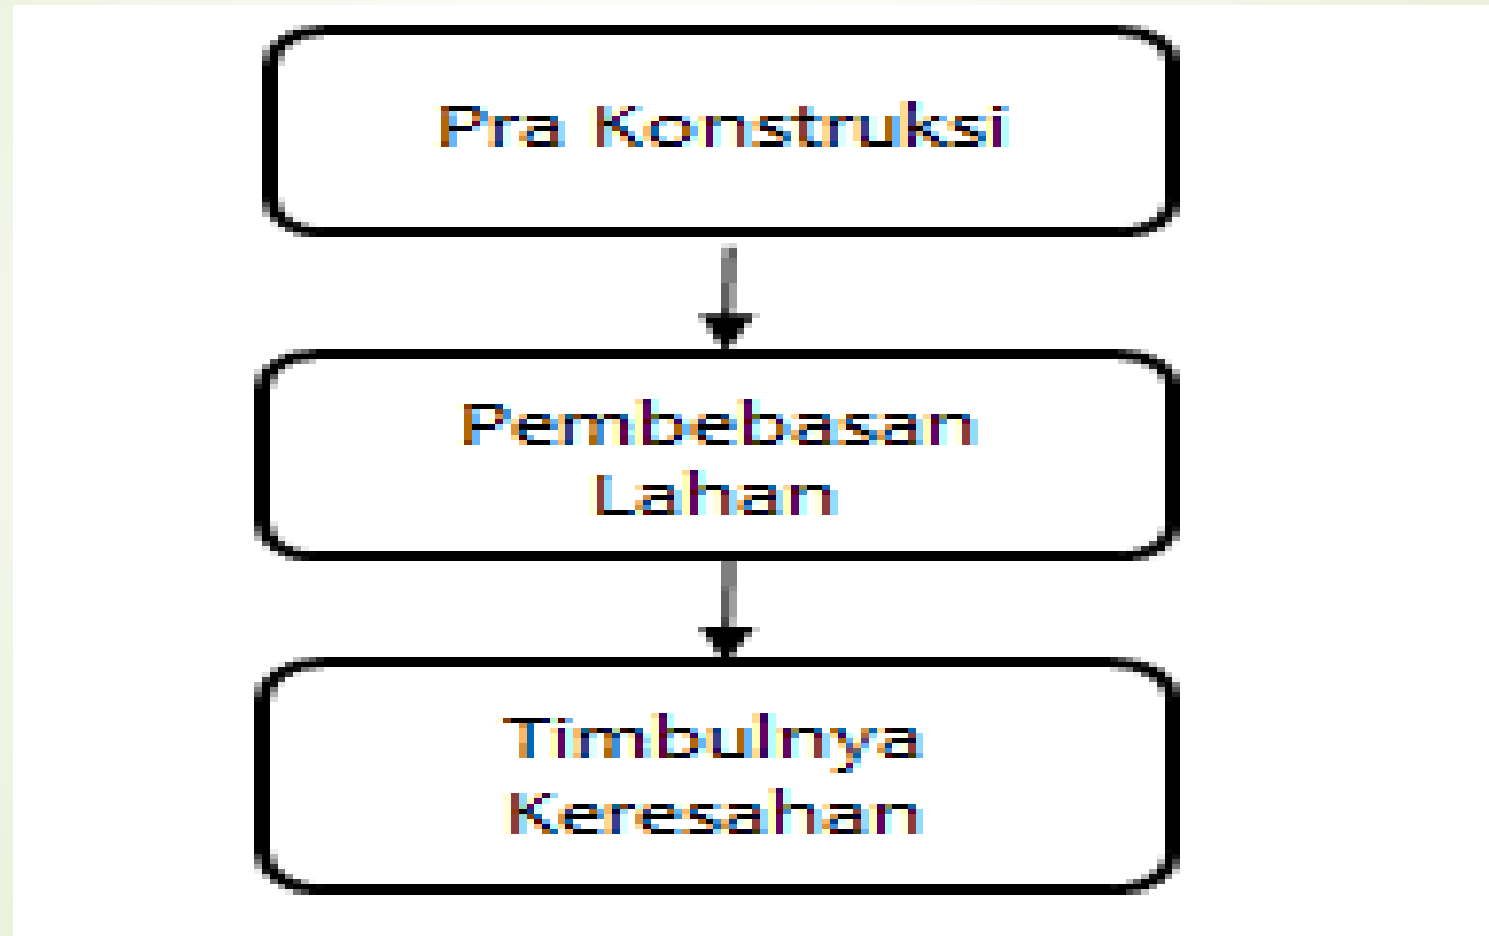 Pra Konstruksi
Pembebasan
Lahan
Timbulnya
Keresahan